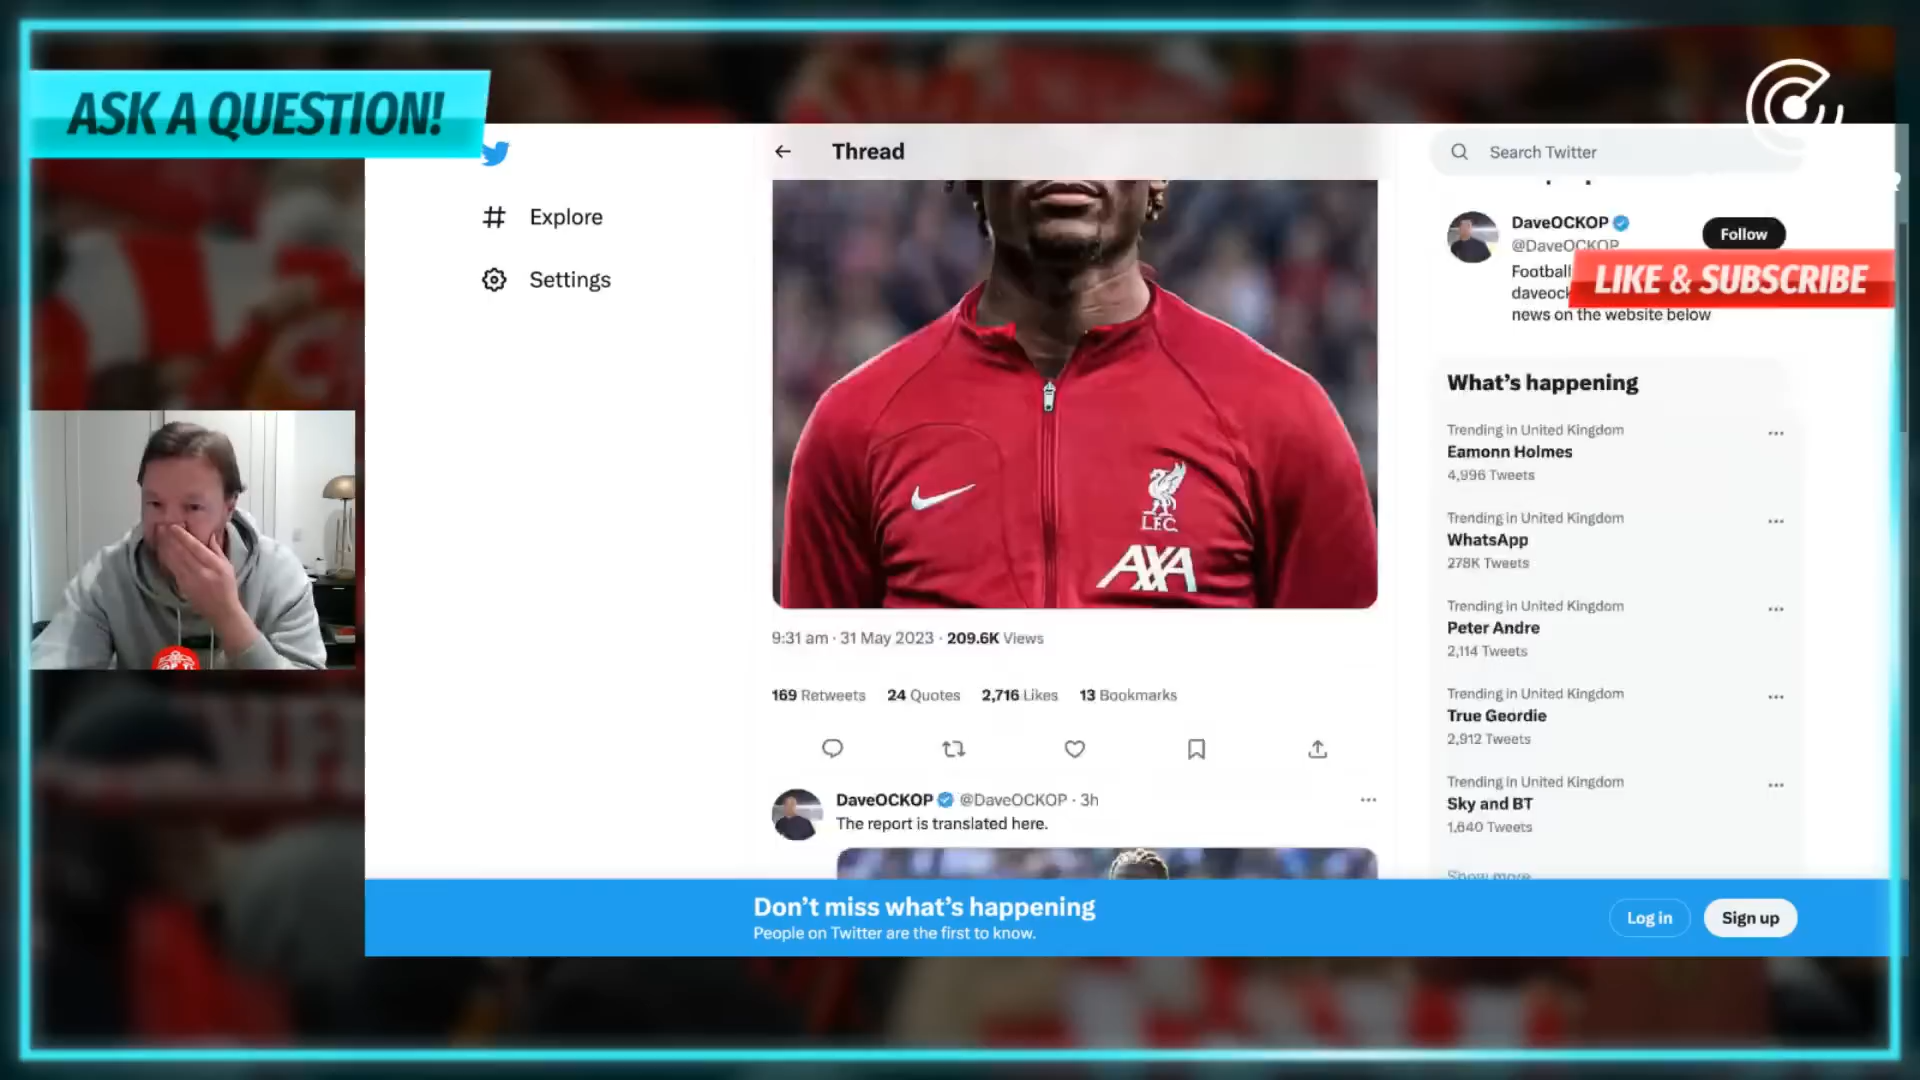 ASK A QUESTION!
Explore
Settings
Thread
LFC
AXA
9:31 am · 31 May 2023 · 209.6K Views
169 Retweets 24 Quotes 2,716 Likes 13 Bookmarks
DaveOCKOP @DaveOCKOP · 3h
The report is translated here.
Search Twitter
DaveOCKOP
@DaveOCKOP
Follow
Football
LIKE & SUBSCRIBE
news on the website below
What's happening
Trending in United Kingdom
Eamonn Holmes
4,996 Tweets
Trending in United Kingdom
WhatsApp
278K Tweets
Trending in United Kingdom
Peter Andre
2,114 Tweets
Trending in United Kingdom
True Geordie
2,912 Tweets
Trending in United Kingdom
Sky and BT
1,640 Tweets
Show more
Don't miss what's happening
People on Twitter are the first to know.
Log in
Sign up